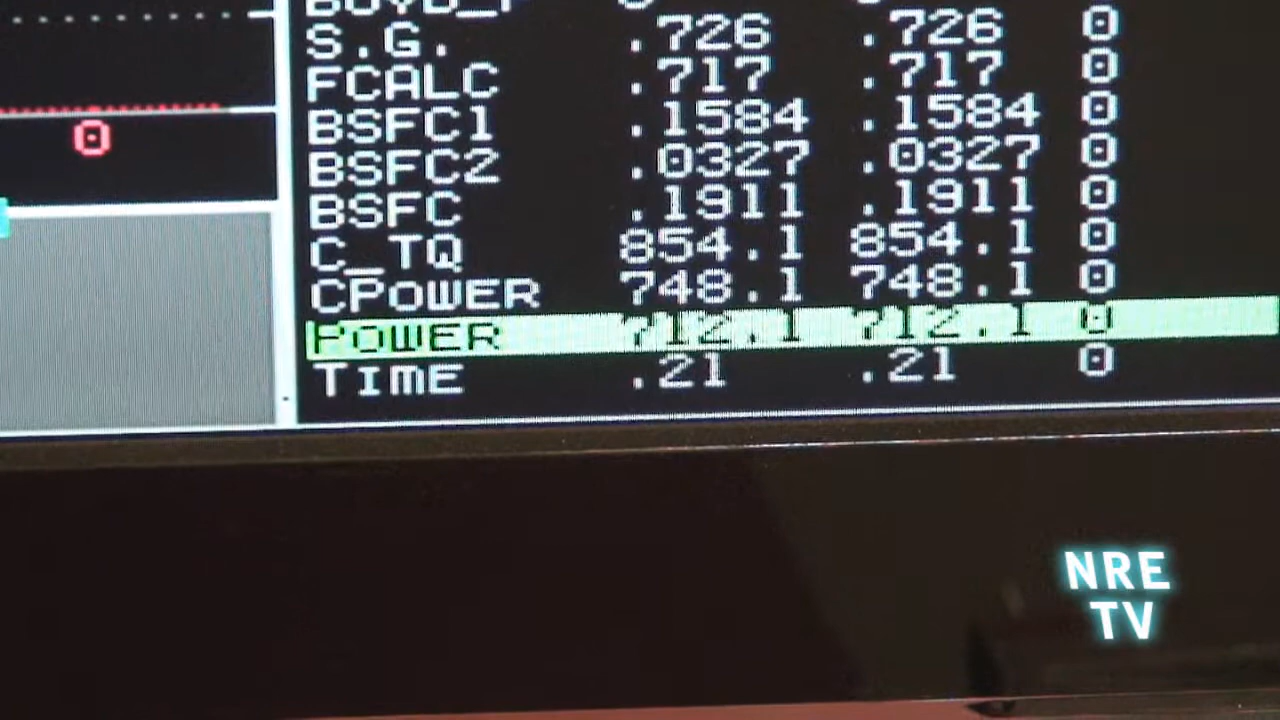 S.G. .726 .726 0
FCALC .717 .717 0
BSFC1 .1584 .1584 0
BSFC2 .0327 .0327 0
BSFC .1911 .1911 0
C_TQ 854.1 854.1 0
CPOWER 748.1 748.1 0
POWER 712.1 712.1 0
TIME .21 .21 0
0
NRE
TV